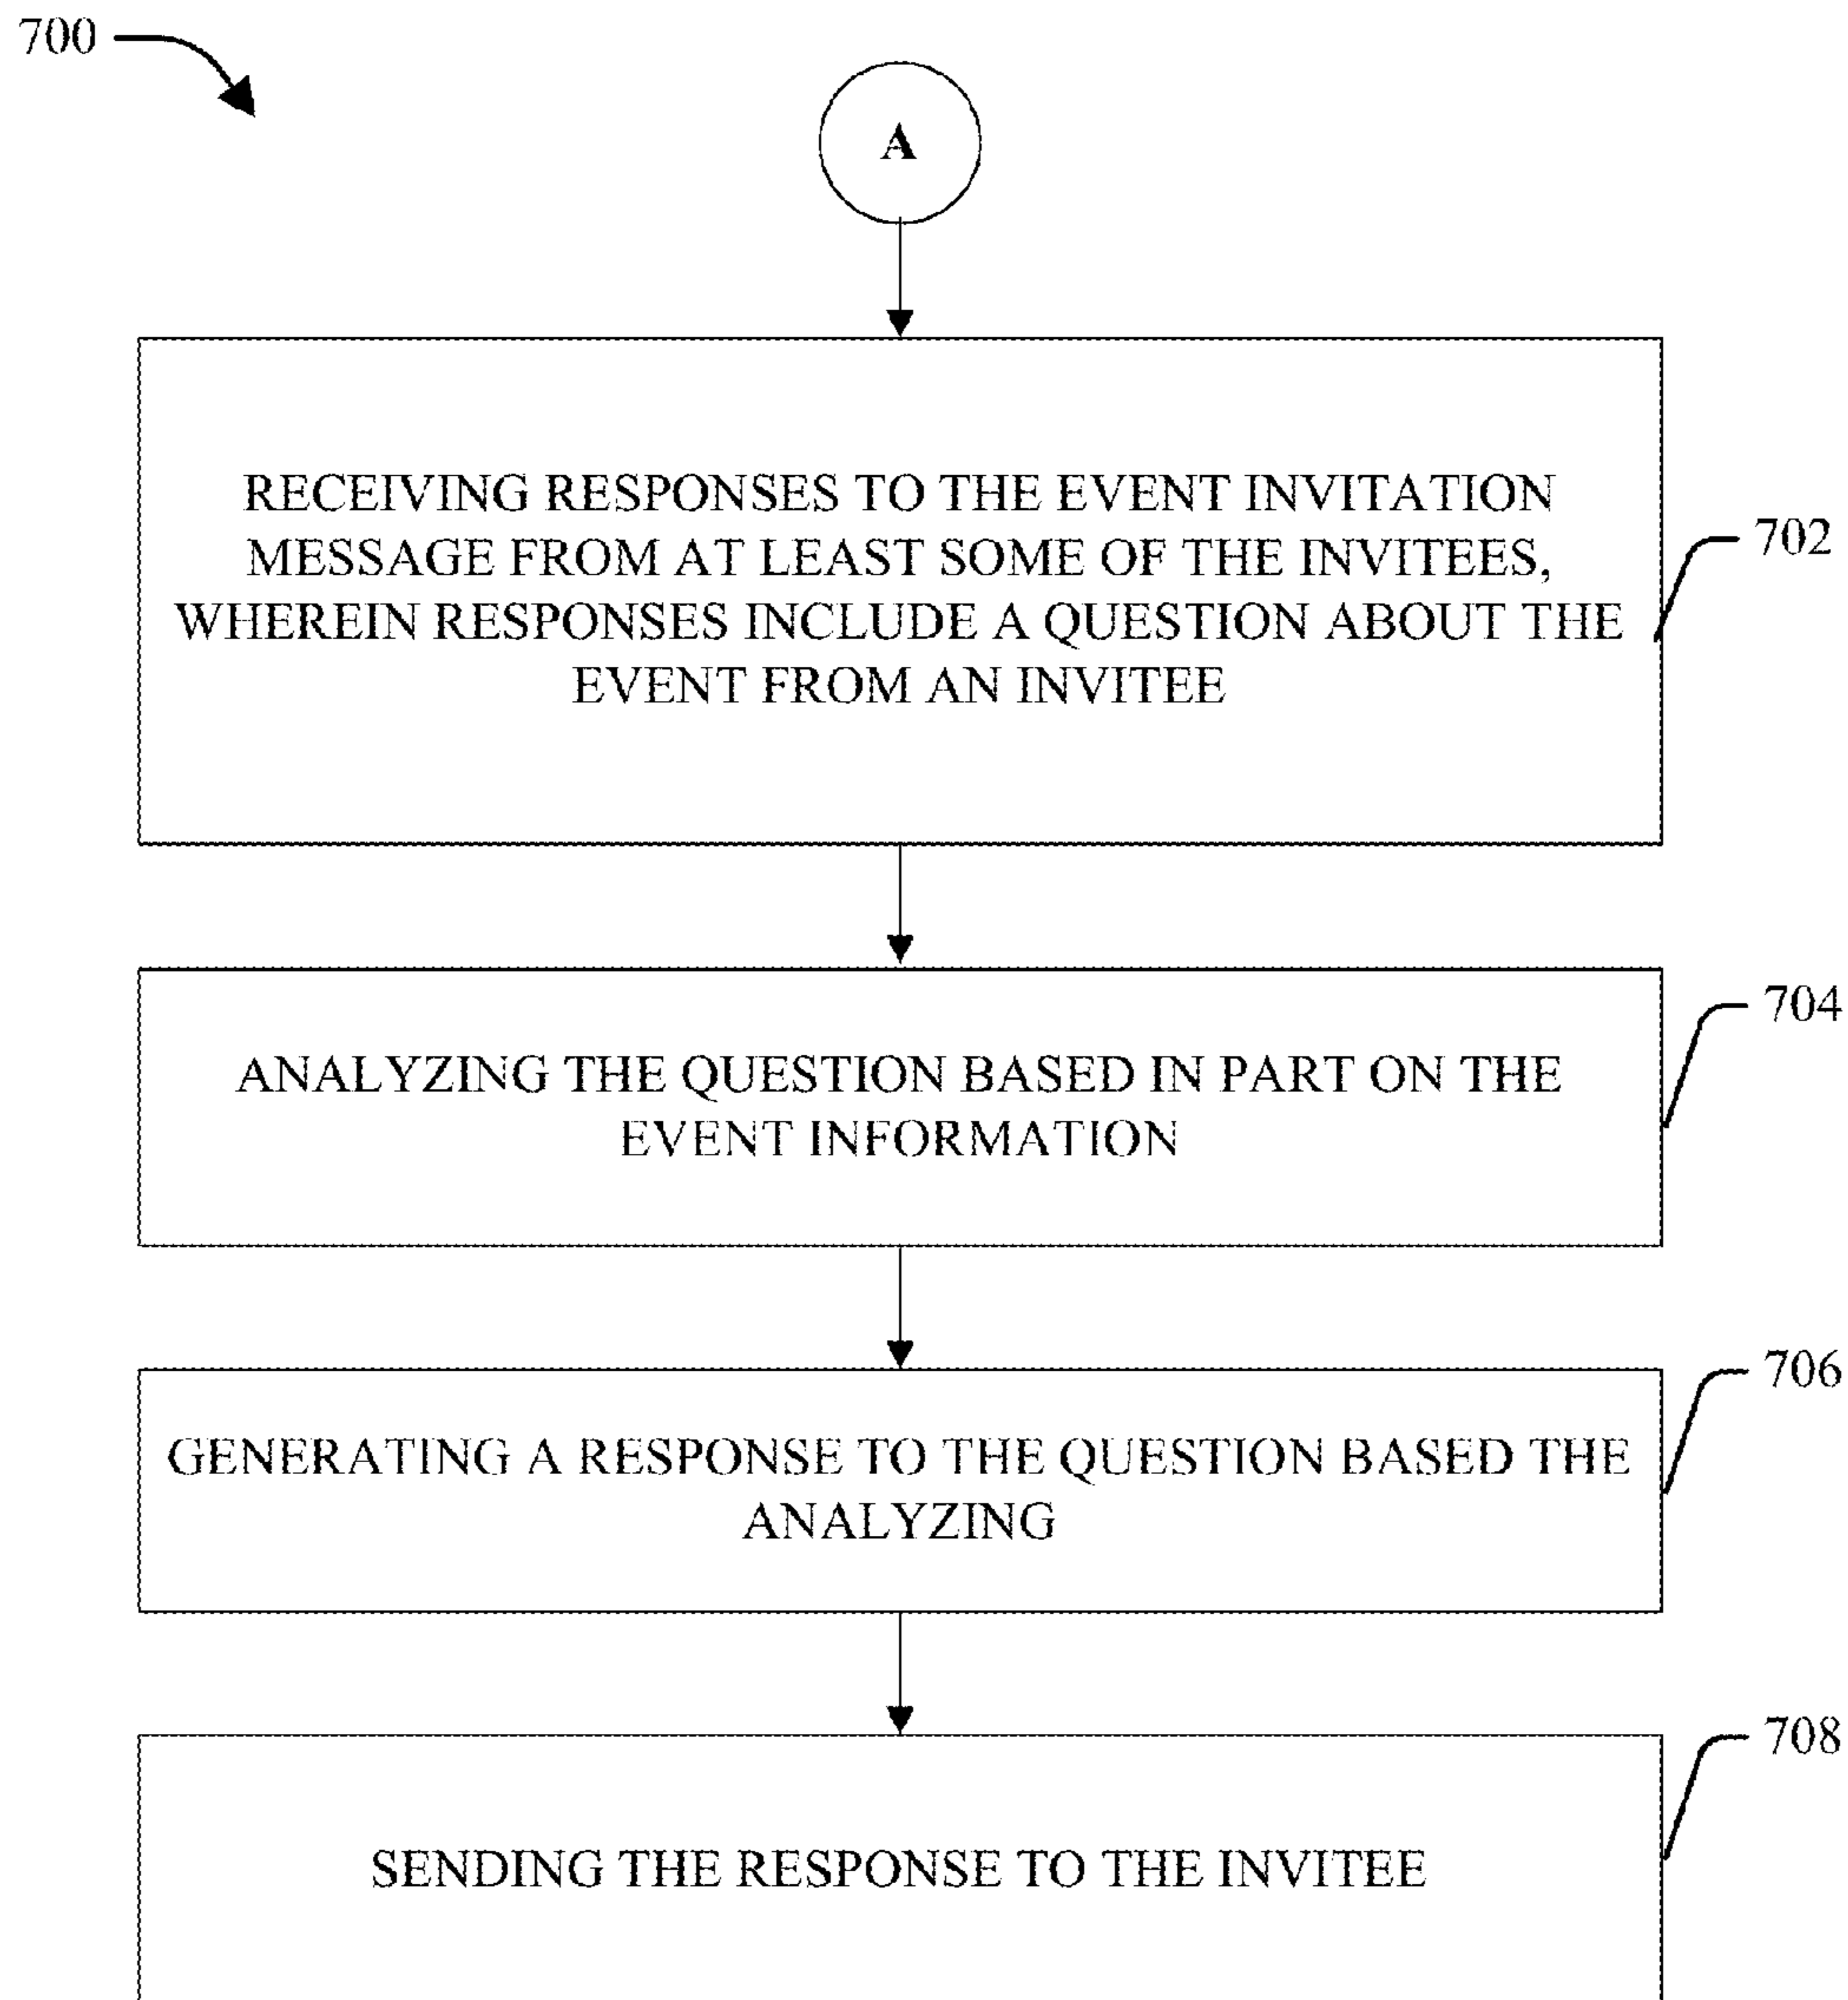 700
A
RECEIVING RESPONSES TO THE EVENT INVITATION
MESSAGE FROM AT LEAST SOME OF THE INVITEES,
WHEREIN RESPONSES INCLUDE A QUESTION ABOUT THE
EVENT FROM AN INVITEE
702
ANALYZING THE QUESTION BASED IN PART ON THE
EVENT INFORMATION
704
GENERATING A RESPONSE TO THE QUESTION BASED THE
ANALYZING
706
SENDING THE RESPONSE TO THE INVITEE
708